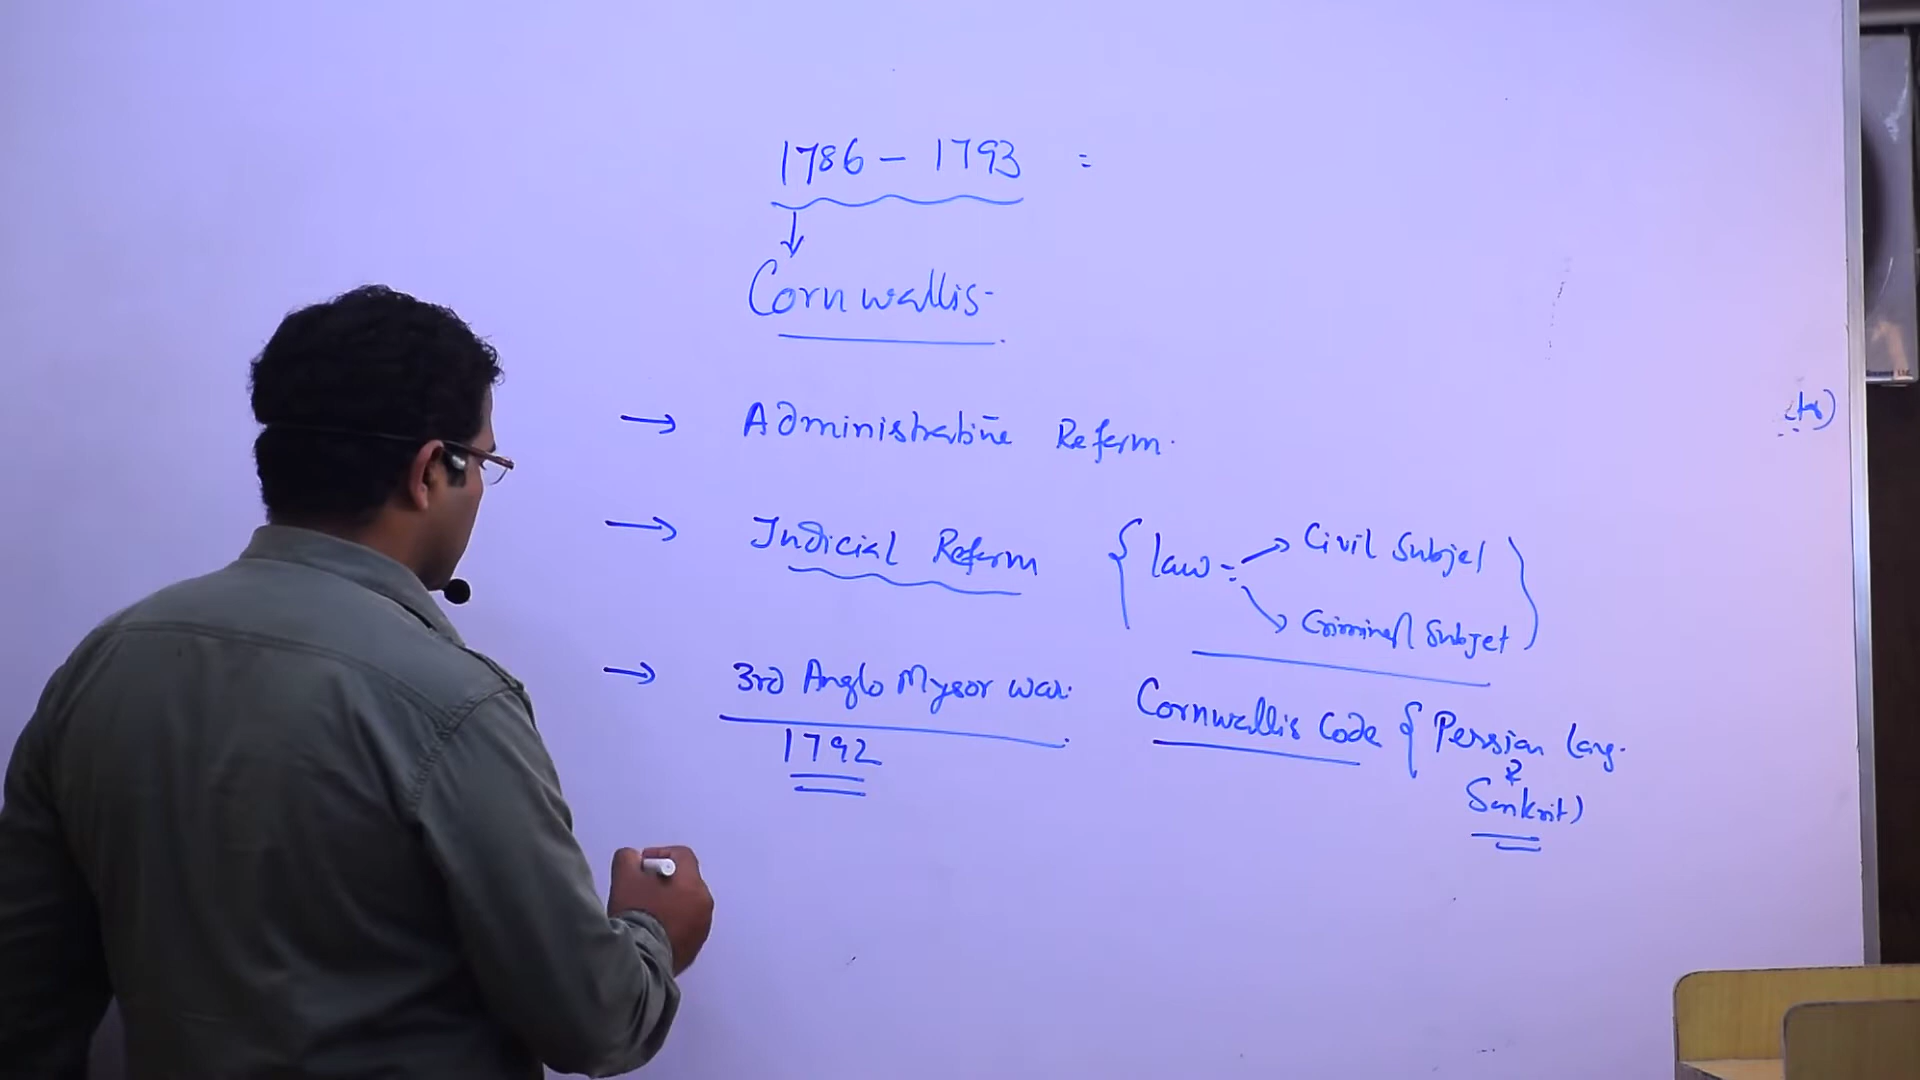 1786 - 1793 =
↓
Cornwallis-
→ Administrative Reform.
→ Judicial Reform { law → Civil Subjet
→ Criminal Subjet }
→ 3rd Anglo Mysor war.
1792
Cornwallis Code { Persian lang.
&
Sankrit)